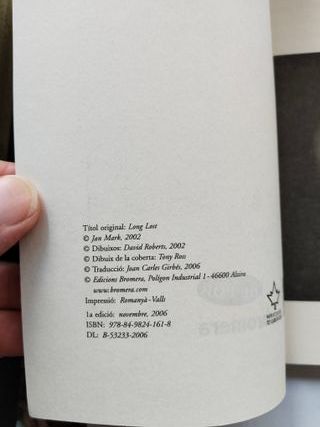 Títol original: Long Lost
© Jan Mark, 2002
© Dibuixos: David Roberts, 2002
© Dibuix de la coberta: Tony Ross
© Traducció: Joan Carles Girbés, 2006
© Edicions Bromera, Polígon Industrial 1 - 46600 Alzira
www.bromera.com
Impressió: Romanyà-Valls
1a edició: novembre, 2006
ISBN: 978-84-9824-161-8
DL: B-53233-2006